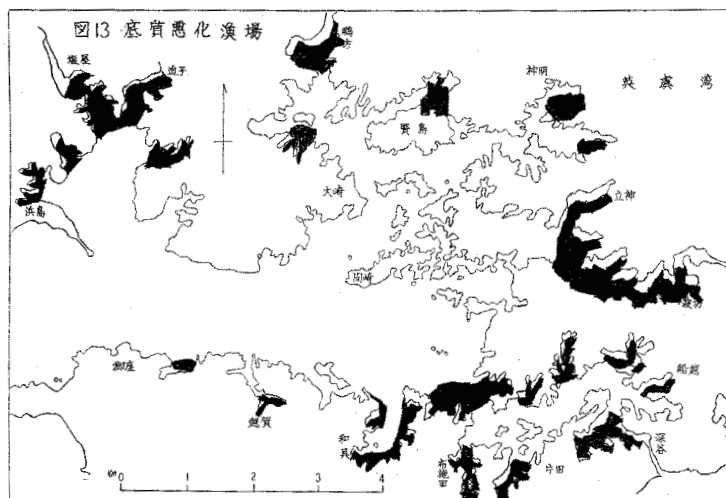 図13 底質悪化漁場
鵜方
塩屋
迫子
神明
英虞湾
賢島
大崎
立神
浜島
間崎
御座
船越
越賀
和具
布施田
片田
深谷
Km 0 1 2 3 4